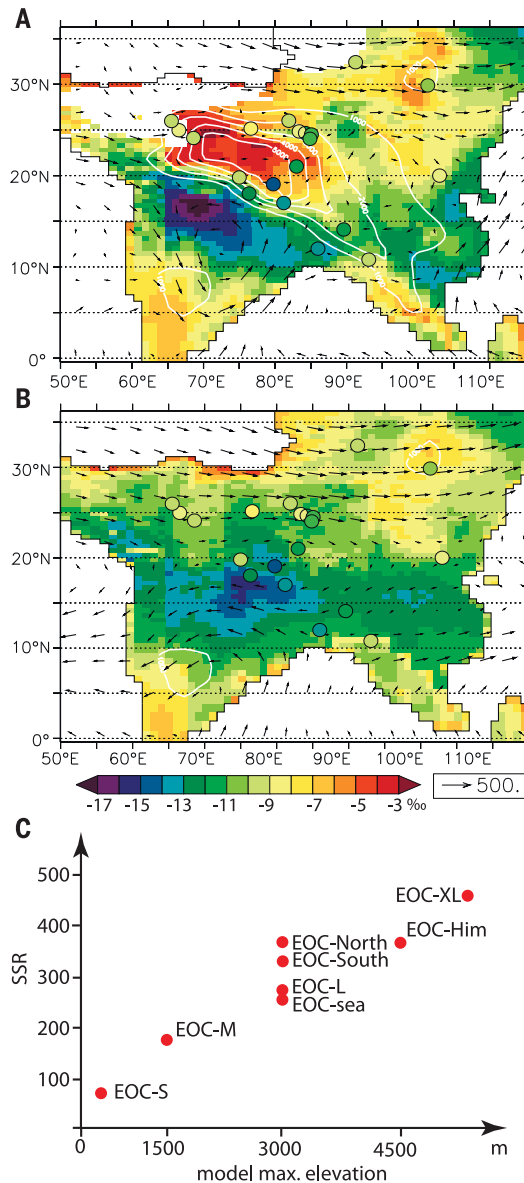 A
30°N
20°N
10°N
0°
50°E 60°E 70°E 80°E 90°E 100°E 110°E
1000
B
30°N
20°N
10°N
0°
50°E 60°E 70°E 80°E 90°E 100°E 110°E
-17 -15 -13 -11 -9 -7 -5 -3 ‰
500.
C
500
400
300
200
100
SSR
EOC-XL
EOC-Him
EOC-North
EOC-South
EOC-L
EOC-sea
EOC-M
EOC-S
0 1500 3000 4500 m
model max. elevation